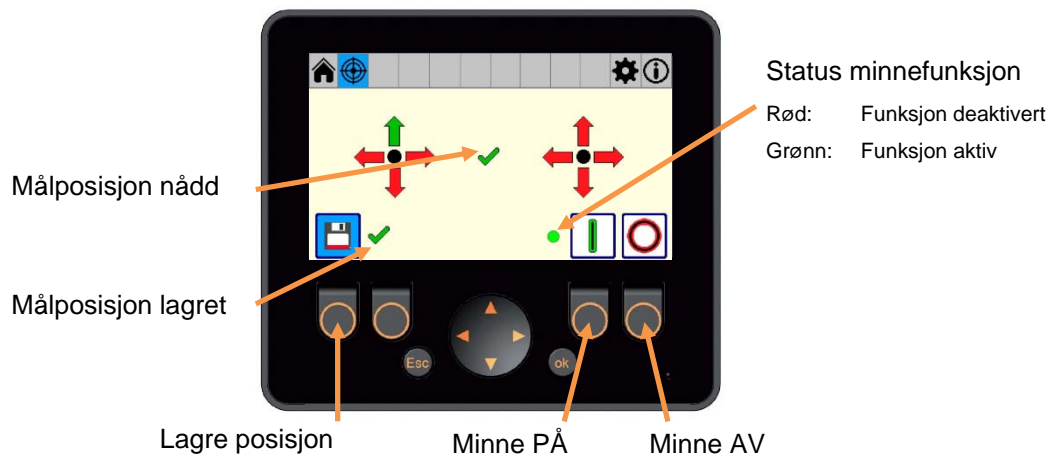 Status minnefunksjon
Rød: Funksjon deaktivert
Grønn: Funksjon aktiv
Målposisjon nådd
Målposisjon lagret
Esc
ok
Lagre posisjon
Minne PÅ
Minne AV